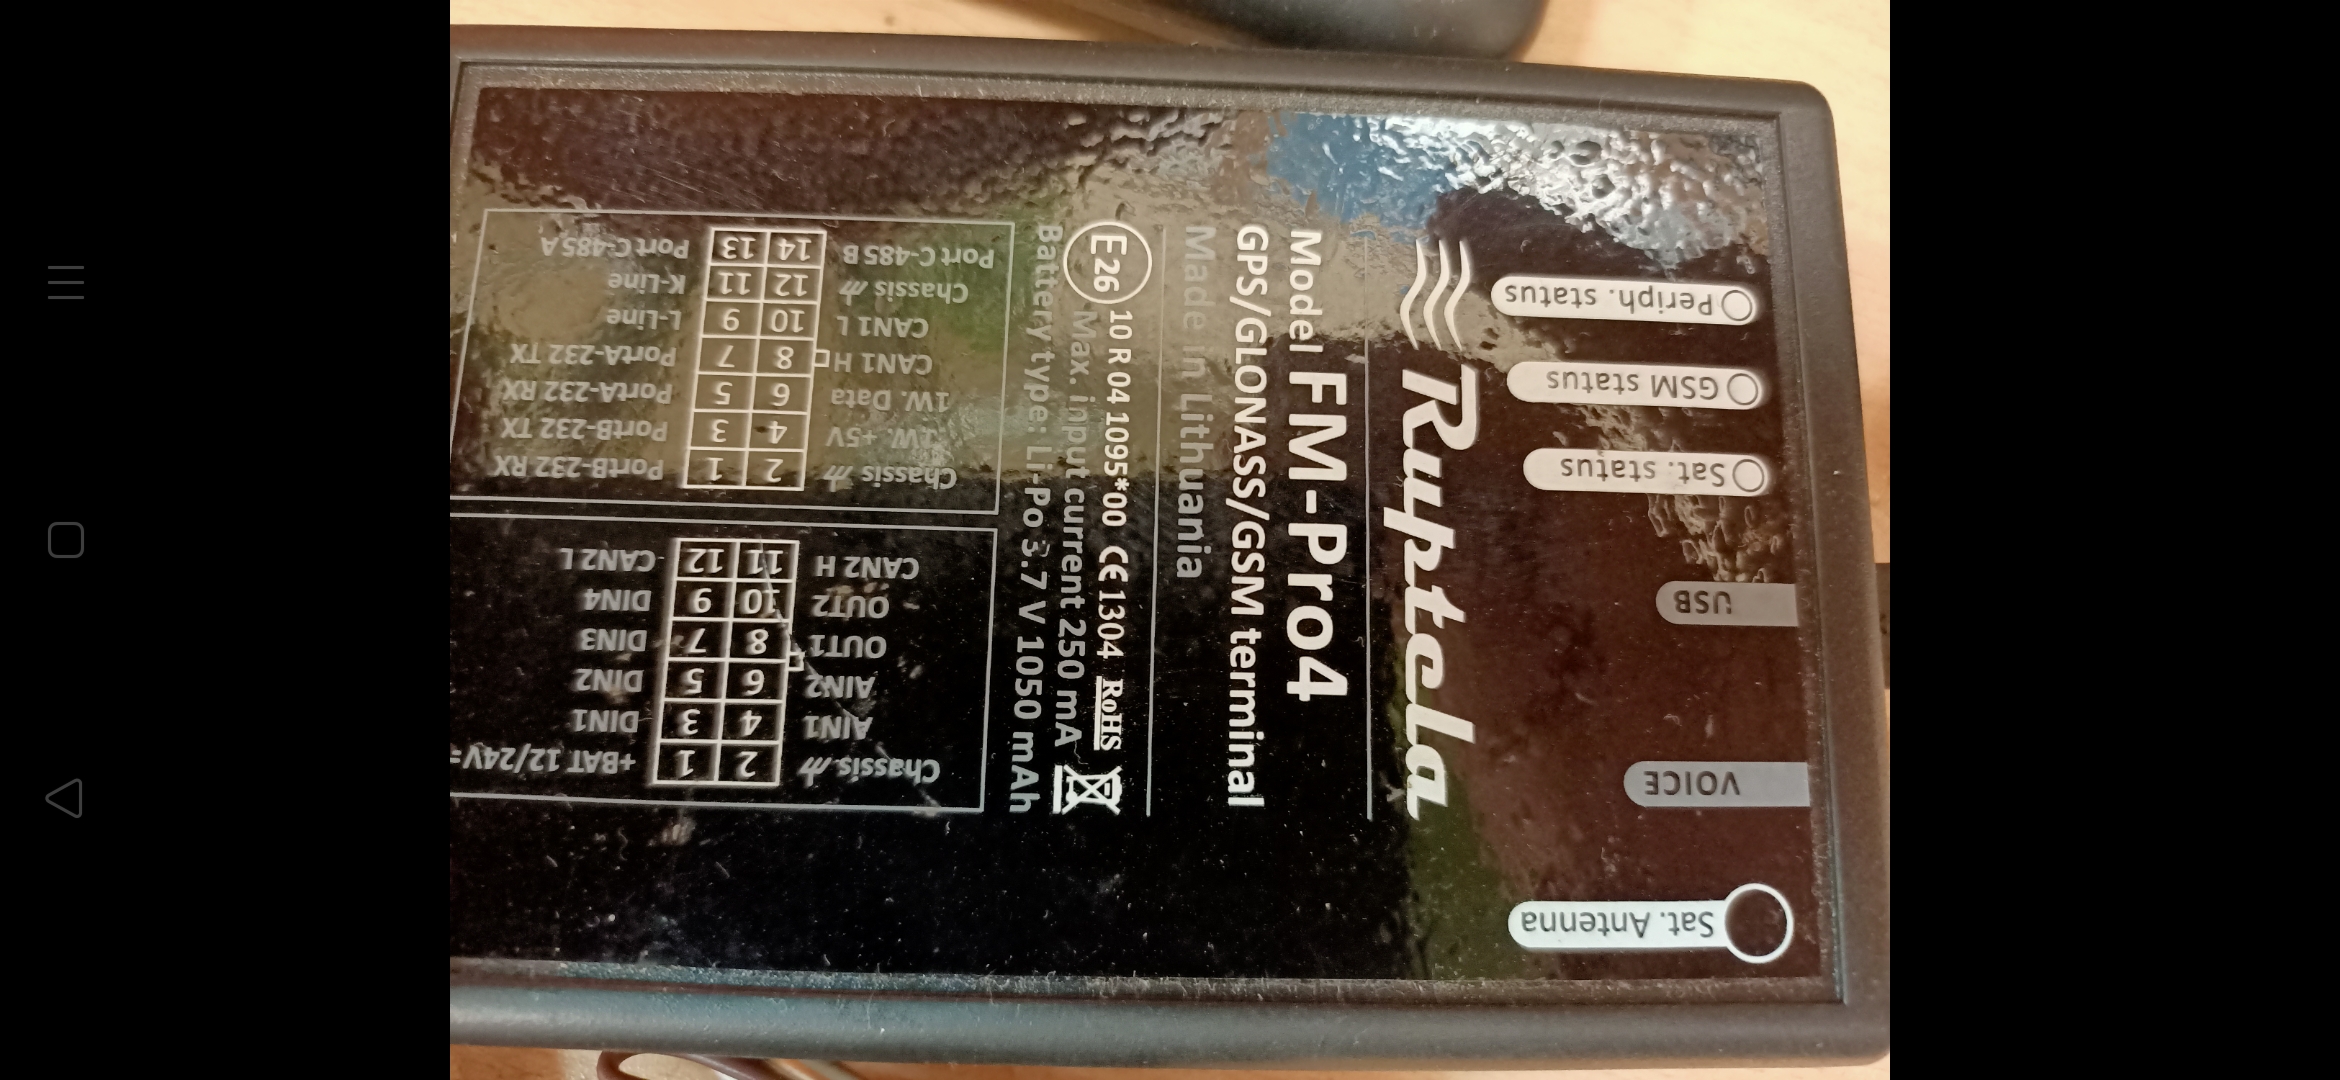 Periph. status
GSM status
Sat. status
USB
VOICE
Sat. Antenna
Ruptela
Model FM-Pro4
GPS/GLONASS/GSM terminal
Made in Lithuania
E26 10 R 04 1095*00 CE 1304 RoHS
Max. input current 250 mA
Battery type: Li-Po 3.7 V 1050 mAh
Chassis 2 1 +BAT 12/24V=
AIN1 4 3 DIN1
AIN2 6 5 DIN2
OUT1 8 7 DIN3
OUT2 10 9 DIN4
CAN2 H 11 12 CAN2 L
Chassis 2 1 PortB-232 RX
1W. +5V 4 3 PortB-232 TX
1W. Data 6 5 PortA-232 RX
CAN1 H 8 7 PortA-232 TX
CAN1 L 10 9 L-Line
Chassis 12 11 K-Line
Port C-485 B 14 13 Port C-485 A